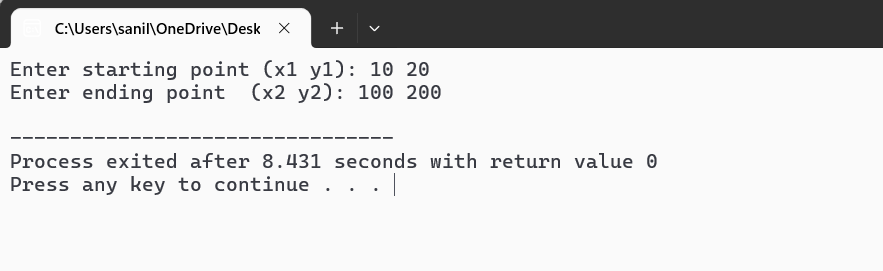 C:\Users\sanil\OneDrive\Desk
Enter starting point (x1 y1): 10 20
Enter ending point  (x2 y2): 100 200
--------------------------------
Process exited after 8.431 seconds with return value 0
Press any key to continue . . .